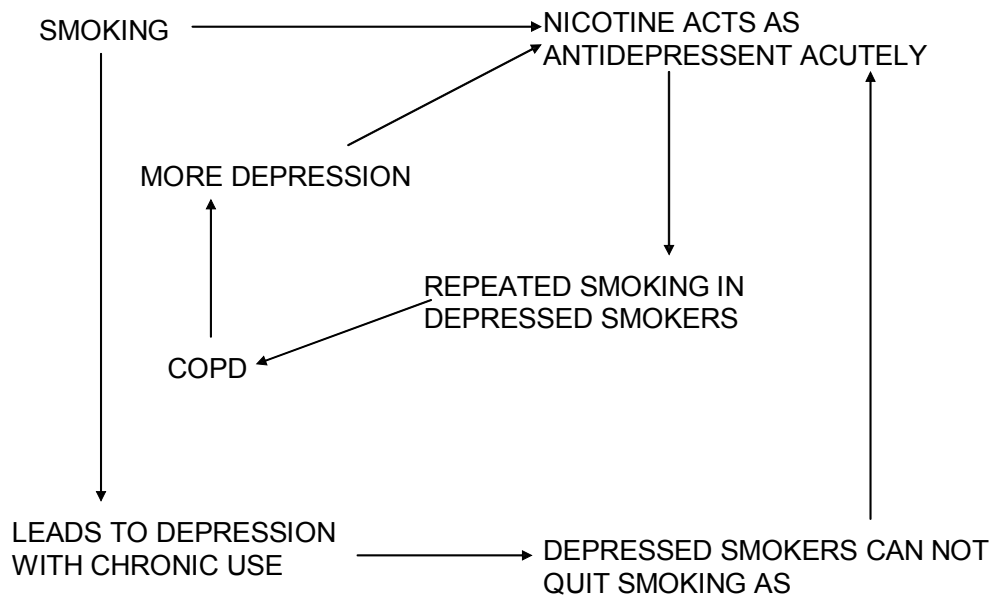 SMOKING
NICOTINE ACTS AS
ANTIDEPRESSENT ACUTELY
MORE DEPRESSION
REPEATED SMOKING IN
DEPRESSED SMOKERS
COPD
LEADS TO DEPRESSION
WITH CHRONIC USE
DEPRESSED SMOKERS CAN NOT
QUIT SMOKING AS